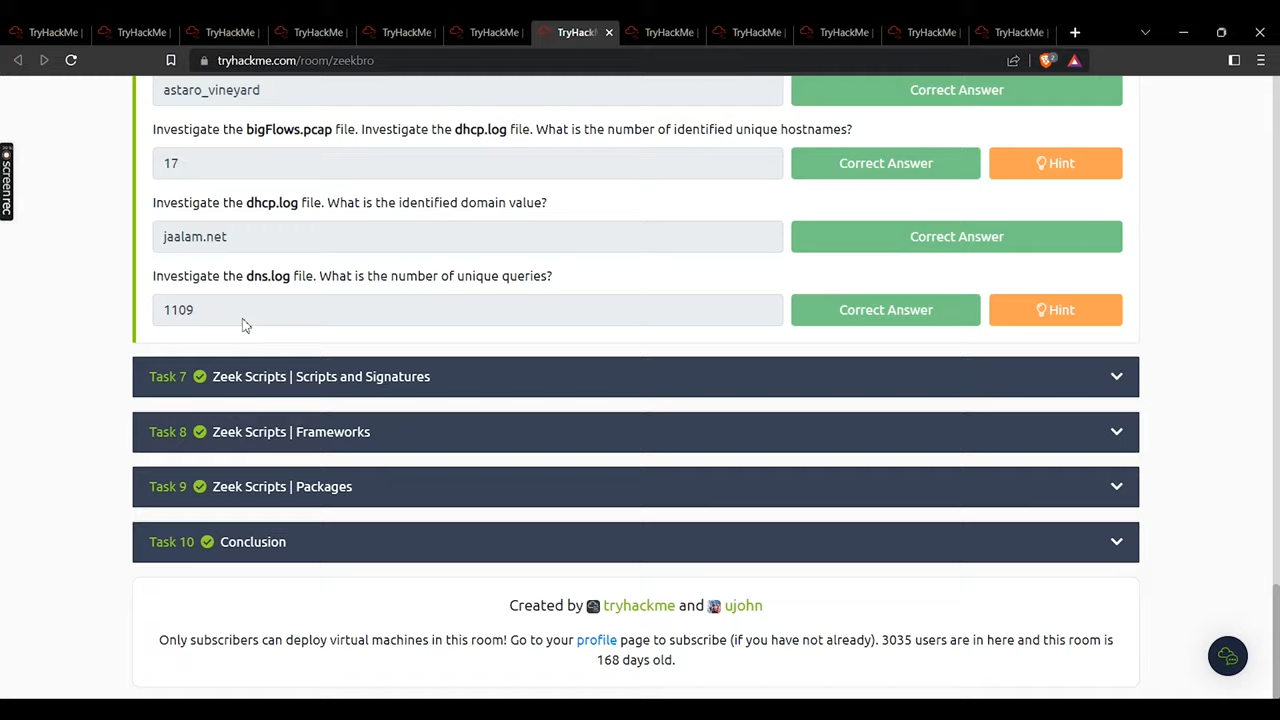 TryHackMe | TryHackMe | TryHackMe | TryHackMe | TryHackMe | TryHackMe | TryHack TryHackMe | TryHackMe | TryHackMe | TryHackMe | TryHackMe |
tryhackme.com/room/zeekbro 2
astaro_vineyard Correct Answer
Investigate the bigFlows.pcap file. Investigate the dhcp.log file. What is the number of identified unique hostnames?
17 Correct Answer Hint
screenrec
Investigate the dhcp.log file. What is the identified domain value?
jaalam.net Correct Answer
Investigate the dns.log file. What is the number of unique queries?
1109 Correct Answer Hint
Task 7 Zeek Scripts | Scripts and Signatures
Task 8 Zeek Scripts | Frameworks
Task 9 Zeek Scripts | Packages
Task 10 Conclusion
Created by tryhackme and ujohn
Only subscribers can deploy virtual machines in this room! Go to your profile page to subscribe (if you have not already). 3035 users are in here and this room is
168 days old.